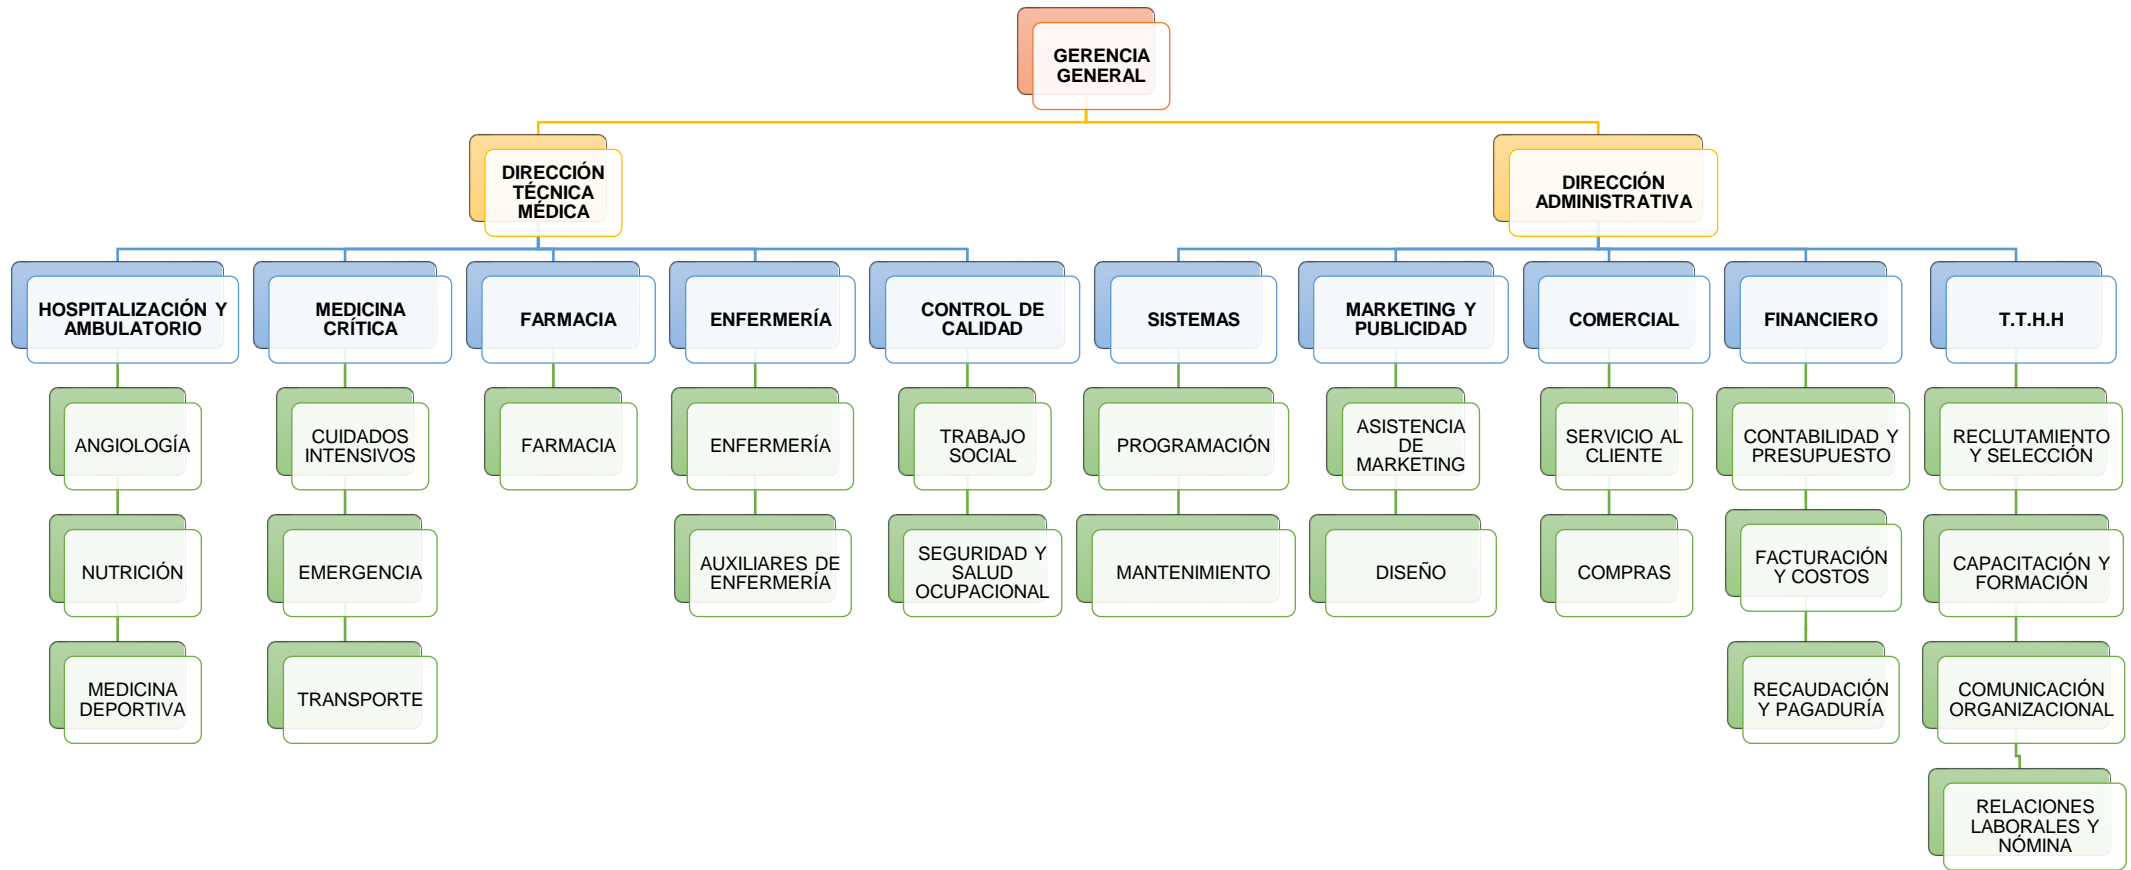 GERENCIA
GENERAL
DIRECCIÓN
TÉCNICA
MÉDICA
DIRECCIÓN
ADMINISTRATIVA
HOSPITALIZACIÓN Y
AMBULATORIO
MEDICINA
CRÍTICA
FARMACIA
ENFERMERÍA
CONTROL DE
CALIDAD
SISTEMAS
MARKETING Y
PUBLICIDAD
COMERCIAL
FINANCIERO
T.T.H.H
ANGIOLOGÍA
CUIDADOS
INTENSIVOS
FARMACIA
ENFERMERÍA
TRABAJO
SOCIAL
PROGRAMACIÓN
ASISTENCIA
DE
MARKETING
SERVICIO AL
CLIENTE
CONTABILIDAD Y
PRESUPUESTO
RECLUTAMIENTO
Y SELECCIÓN
NUTRICIÓN
EMERGENCIA
AUXILIARES DE
ENFERMERÍA
SEGURIDAD Y
SALUD
OCUPACIONAL
MANTENIMIENTO
DISEÑO
COMPRAS
FACTURACIÓN
Y COSTOS
CAPACITACIÓN Y
FORMACIÓN
MEDICINA
DEPORTIVA
TRANSPORTE
RECAUDACIÓN
Y PAGADURÍA
COMUNICACIÓN
ORGANIZACIONAL
RELACIONES
LABORALES Y
NÓMINA